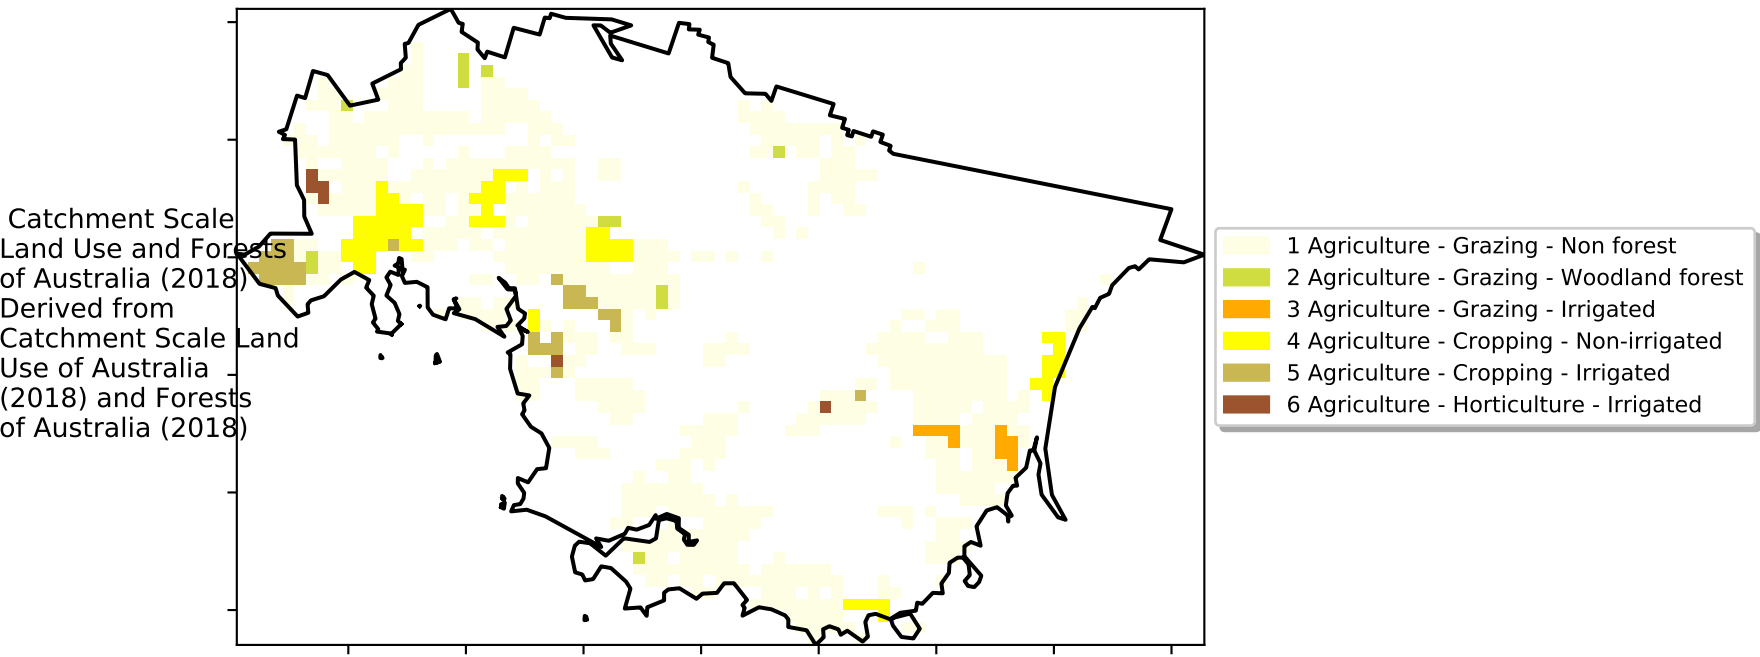 Catchment Scale
Land Use and Forests
of Australia (2018)
Derived from
Catchment Scale Land
Use of Australia
(2018) and Forests
of Australia (2018)
1 Agriculture - Grazing - Non forest
2 Agriculture - Grazing - Woodland forest
3 Agriculture - Grazing - Irrigated
4 Agriculture - Cropping - Non-irrigated
5 Agriculture - Cropping - Irrigated
6 Agriculture - Horticulture - Irrigated